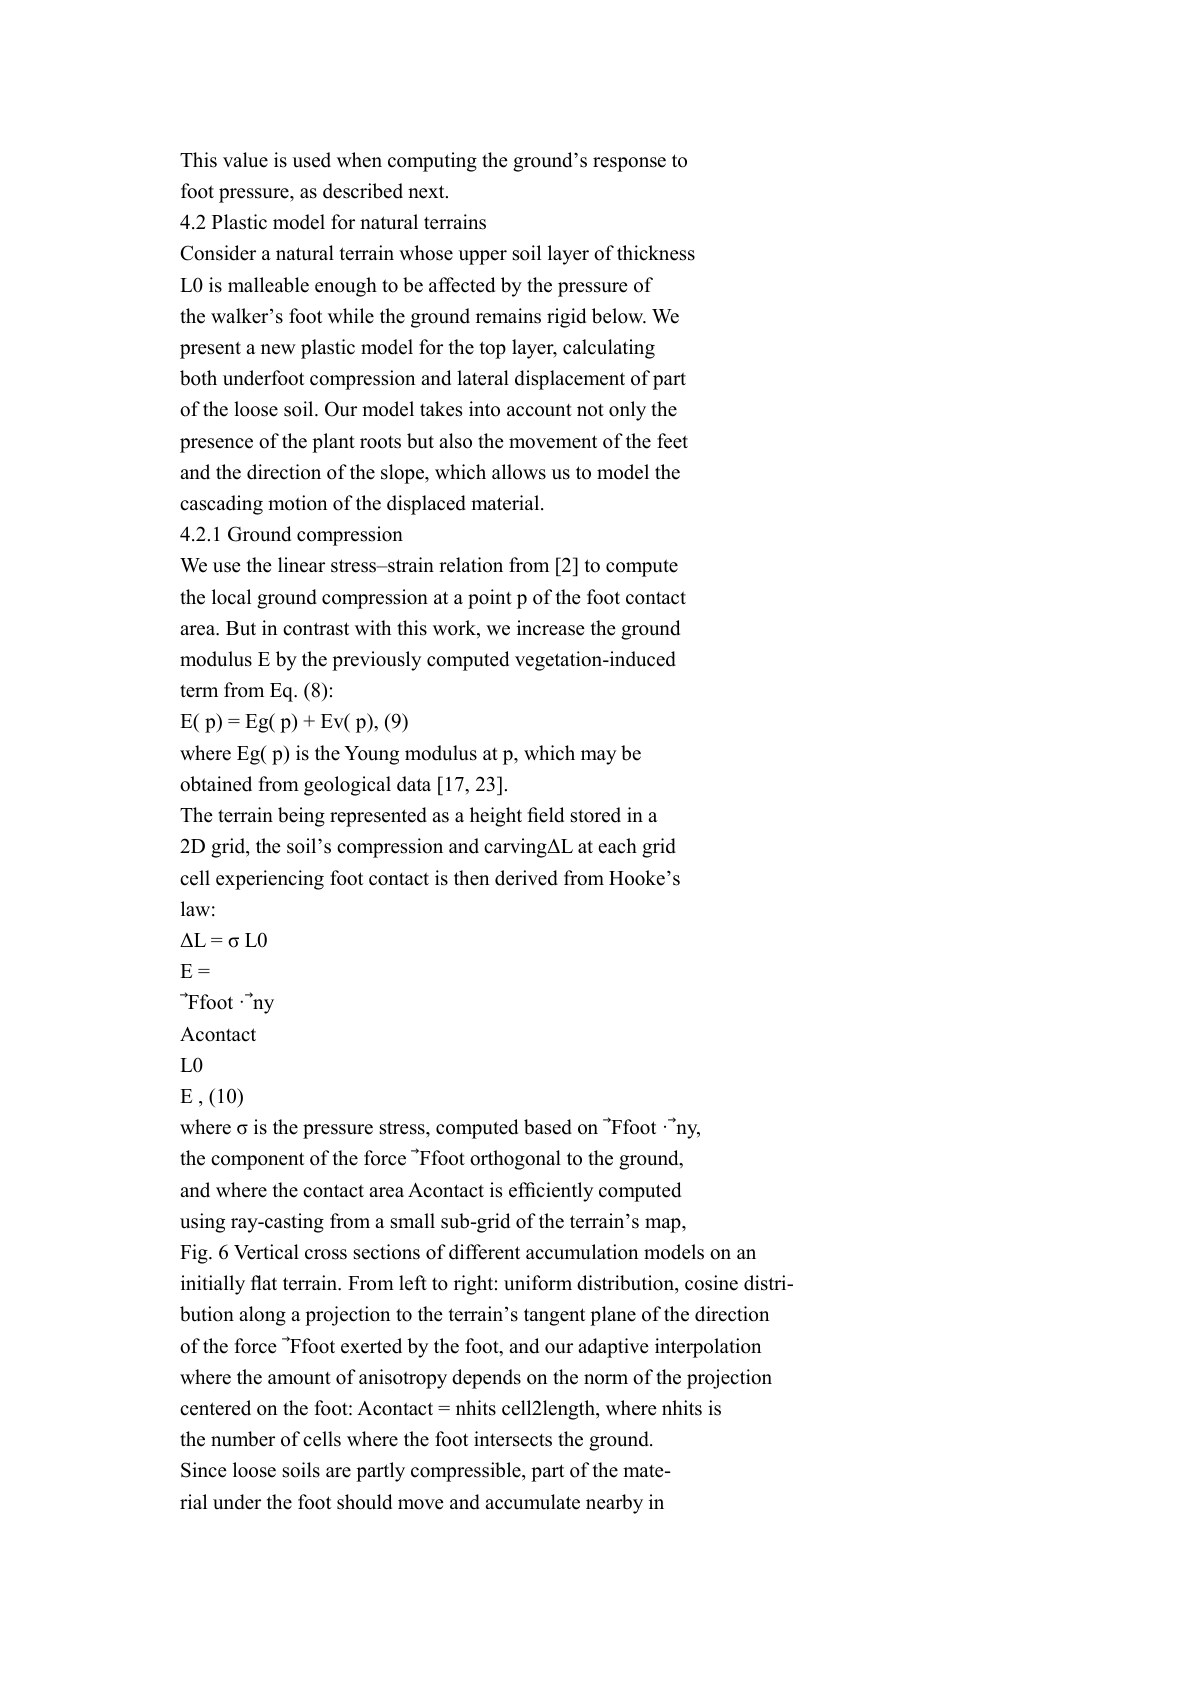 This value is used when computing the ground’s response to
foot pressure, as described next.
4.2 Plastic model for natural terrains
Consider a natural terrain whose upper soil layer of thickness
L0 is malleable enough to be affected by the pressure of
the walker’s foot while the ground remains rigid below. We
present a new plastic model for the top layer, calculating
both underfoot compression and lateral displacement of part
of the loose soil. Our model takes into account not only the
presence of the plant roots but also the movement of the feet
and the direction of the slope, which allows us to model the
cascading motion of the displaced material.
4.2.1 Ground compression
We use the linear stress–strain relation from [2] to compute
the local ground compression at a point p of the foot contact
area. But in contrast with this work, we increase the ground
modulus E by the previously computed vegetation-induced
term from Eq. (8):
E( p) = Eg( p) + Ev( p), (9)
where Eg( p) is the Young modulus at p, which may be
obtained from geological data [17, 23].
The terrain being represented as a height field stored in a
2D grid, the soil’s compression and carvingΔL at each grid
cell experiencing foot contact is then derived from Hooke’s
law:
ΔL = σ L0
E =
⃗Ffoot ·⃗ny
Acontact
L0
E , (10)
where σ is the pressure stress, computed based on ⃗Ffoot ·⃗ny,
the component of the force ⃗Ffoot orthogonal to the ground,
and where the contact area Acontact is efficiently computed
using ray-casting from a small sub-grid of the terrain’s map,
Fig. 6 Vertical cross sections of different accumulation models on an
initially flat terrain. From left to right: uniform distribution, cosine distri-
bution along a projection to the terrain’s tangent plane of the direction
of the force ⃗Ffoot exerted by the foot, and our adaptive interpolation
where the amount of anisotropy depends on the norm of the projection
centered on the foot: Acontact = nhits cell2length, where nhits is
the number of cells where the foot intersects the ground.
Since loose soils are partly compressible, part of the mate-
rial under the foot should move and accumulate nearby in